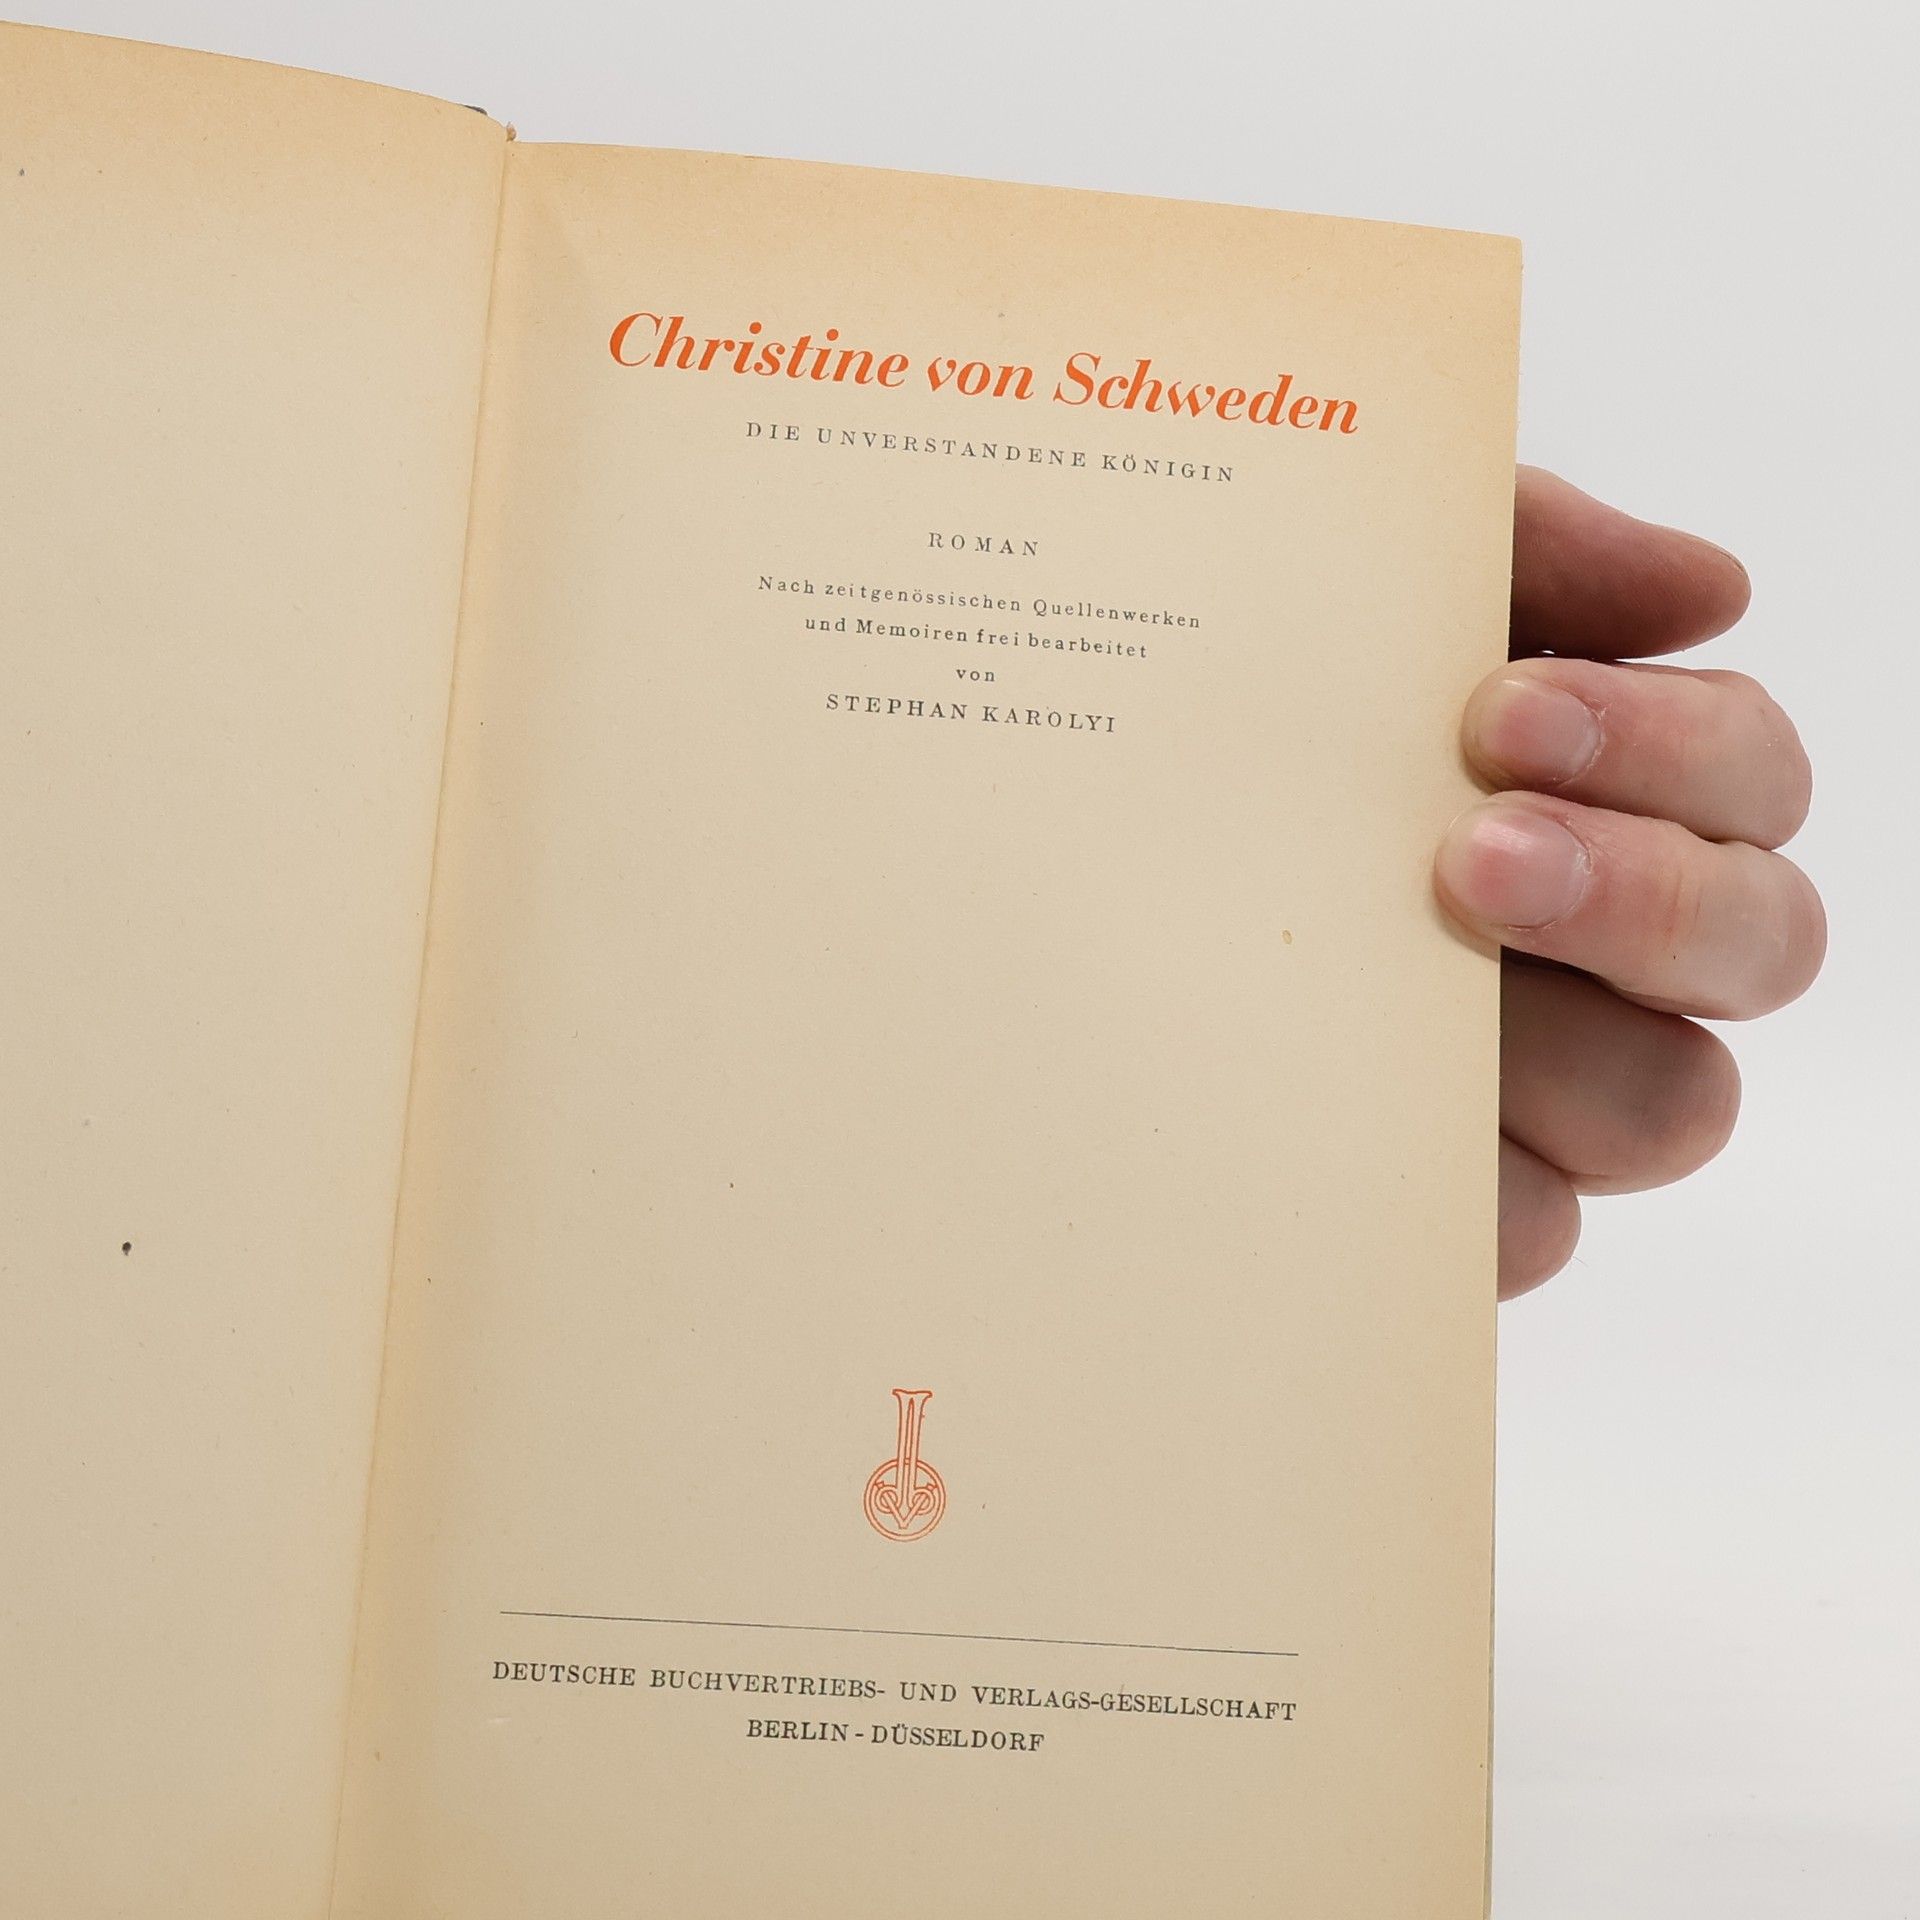 Christine von Schweden
DIE UNVERSTANDENE KÖNIGIN
ROMAN
Nach zeitgenössischen Quellenwerken
und Memoiren frei bearbeitet
von
STEPHAN KAROLYI
DEUTSCHE BUCHVERTRIEBS- UND VERLAGS-GESELLSCHAFT
BERLIN - DÜSSELDORF